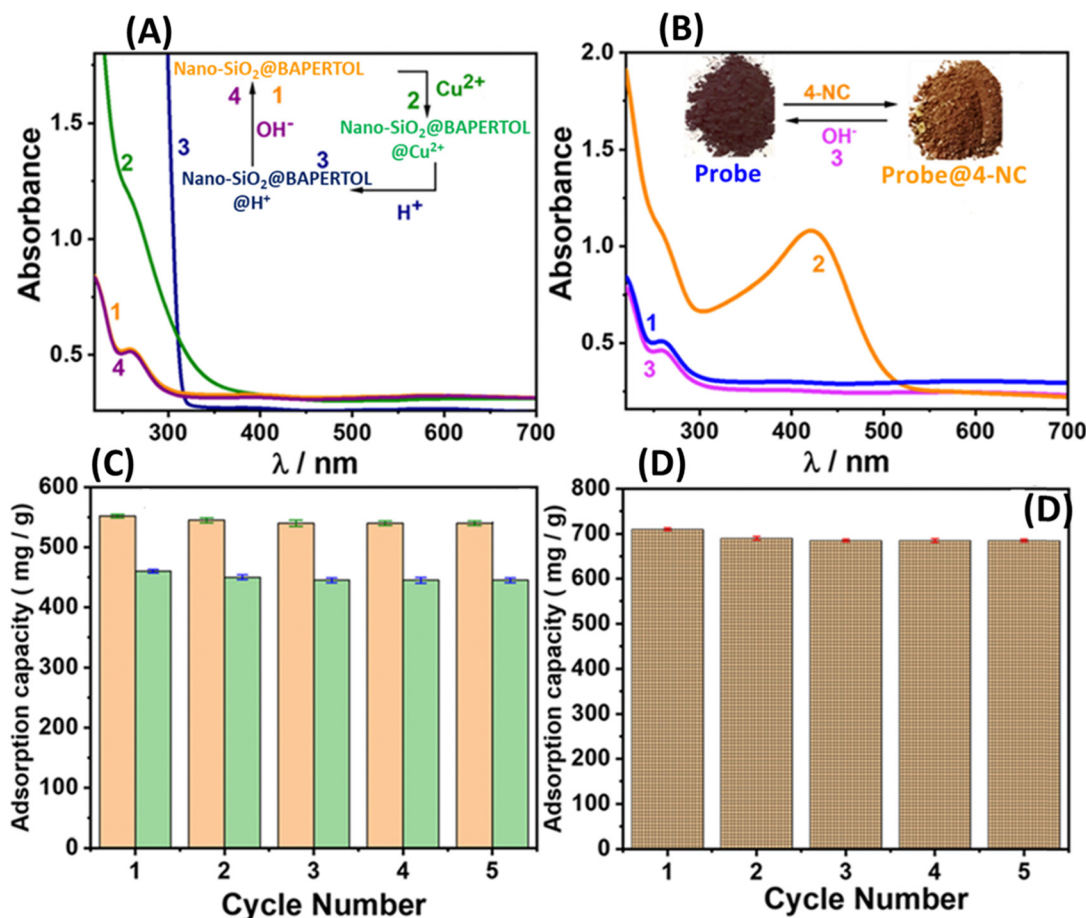 (A)
Absorbance
1.5
1.0
0.5
300
400
500
600
700
λ / nm
Nano-SiO₂@BAPERTOL
4
1
OH⁻
Cu²⁺
2
Nano-SiO₂@BAPERTOL
@Cu²⁺
3
3
Nano-SiO₂@BAPERTOL
@H⁺
H⁺
2
1
4
(B)
Absorbance
2.0
1.5
1.0
0.5
300
400
500
600
700
λ / nm
4-NC
OH⁻
3
Probe
Probe@4-NC
2
1
3
(C)
Adsorption capacity ( mg / g)
600
550
400
300
200
100
0
1
2
3
4
5
Cycle Number
(D)
(D)
Adsorption capacity ( mg / g)
800
700
600
500
400
300
200
100
0
1
2
3
4
5
Cycle Number